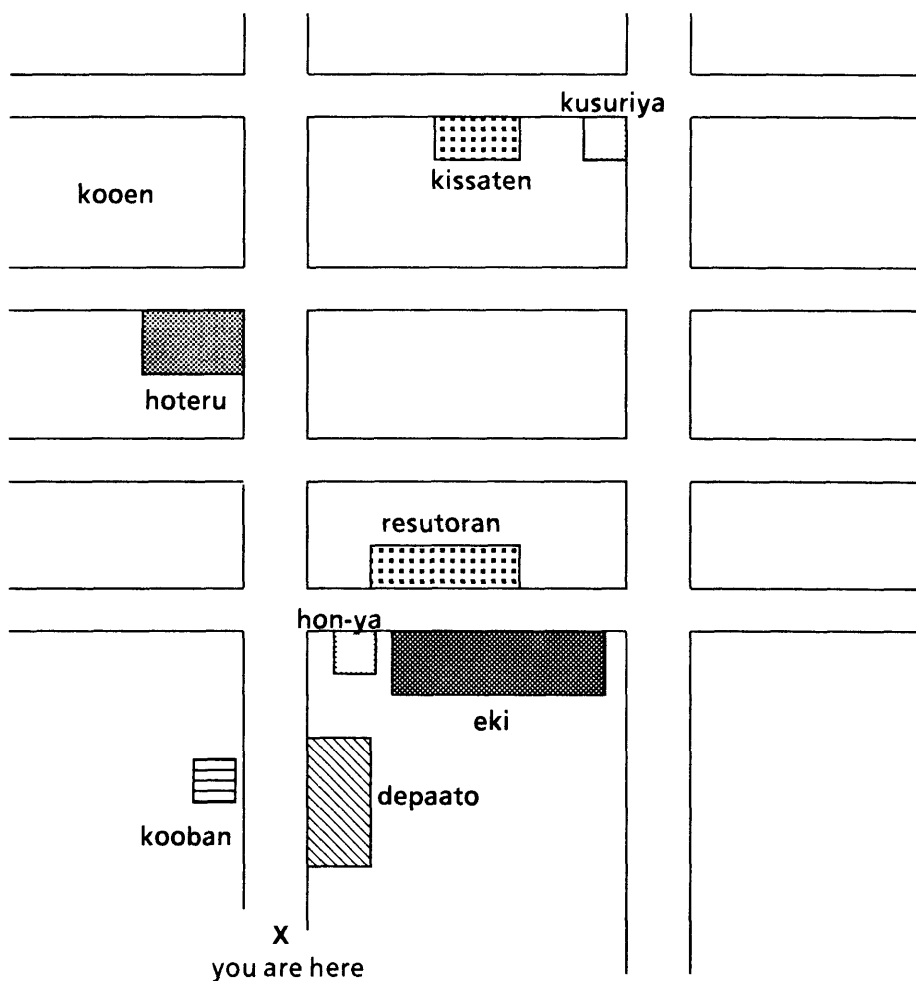 kusuriya
kissaten
kooen
hoteru
resutoran
hon-ya
eki
depaato
kooban
X
you are here